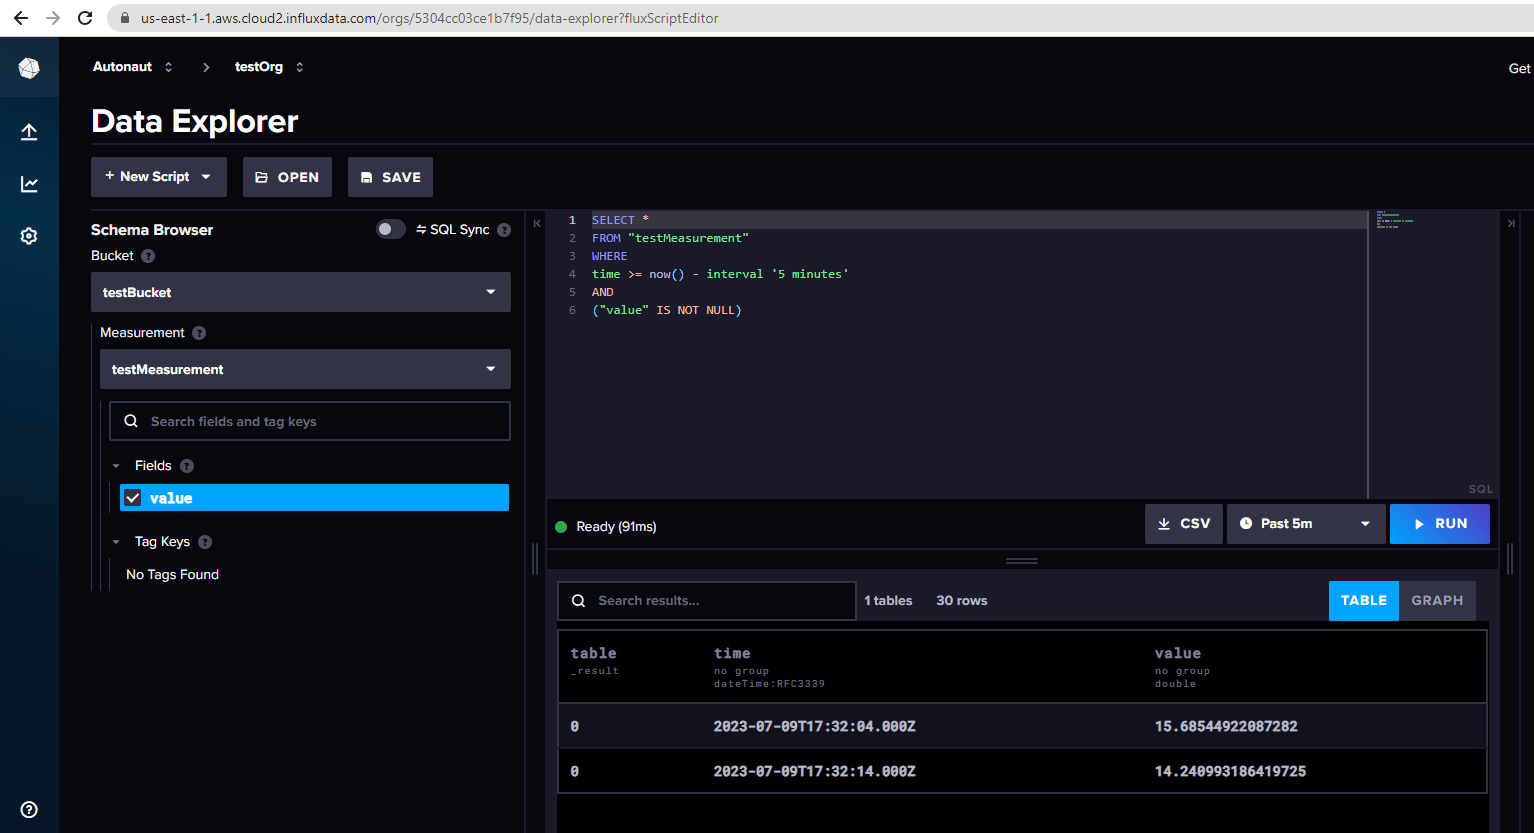 us-east-1-1.aws.cloud2.influxdata.com/orgs/5304cc03ce1b7f95/data-explorer?fluxScriptEditor
Autonaut
testOrg
Get
Data Explorer
+ New Script
OPEN
SAVE
Schema Browser
SQL Sync ?
Bucket ?
testBucket
Measurement ?
testMeasurement
Search fields and tag keys
Fields ?
value
Tag Keys ?
No Tags Found
?
1 SELECT *
2 FROM "testMeasurement"
3 WHERE
4 time >= now() - interval '5 minutes'
5 AND
6 ("value" IS NOT NULL)
SQL
Ready (91ms)
CSV
Past 5m
RUN
Search results...
1 tables
30 rows
TABLE
GRAPH
table time value
_result no group no group
dateTime:RFC3339 double
0 2023-07-09T17:32:04.000Z 15.68544922087282
0 2023-07-09T17:32:14.000Z 14.240993186419725